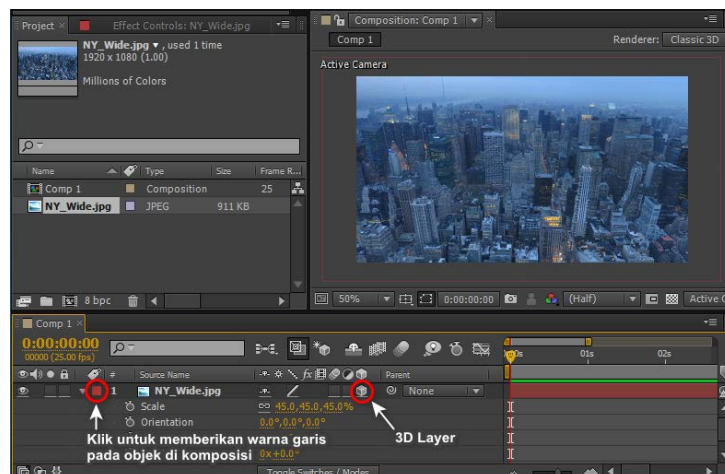 Project ×
Effect Controls: NY_Wide.jpg
NY_Wide.jpg ▼ , used 1 time
1920 x 1080 (1.00)
Millions of Colors
Name Type Size Frame R...
Comp 1 Composition 25
NY_Wide.jpg JPEG 911 KB
8 bpc
Composition: Comp 1 ×
Comp 1 Renderer: Classic 3D
Active Camera
50% 0:00:00:00 (Half)
Comp 1 ×
0:00:00:00
00000 (25.00 fps)
0s 01s 02s
# Source Name fx Parent
1 NY_Wide.jpg None
Scale 45.0,45.0,45.0%
Orientation 0.0°,0.0°,0.0°
0x+0.0°
Klik untuk memberikan warna garis
pada objek di komposisi
3D Layer
Toggle Switches / Modes